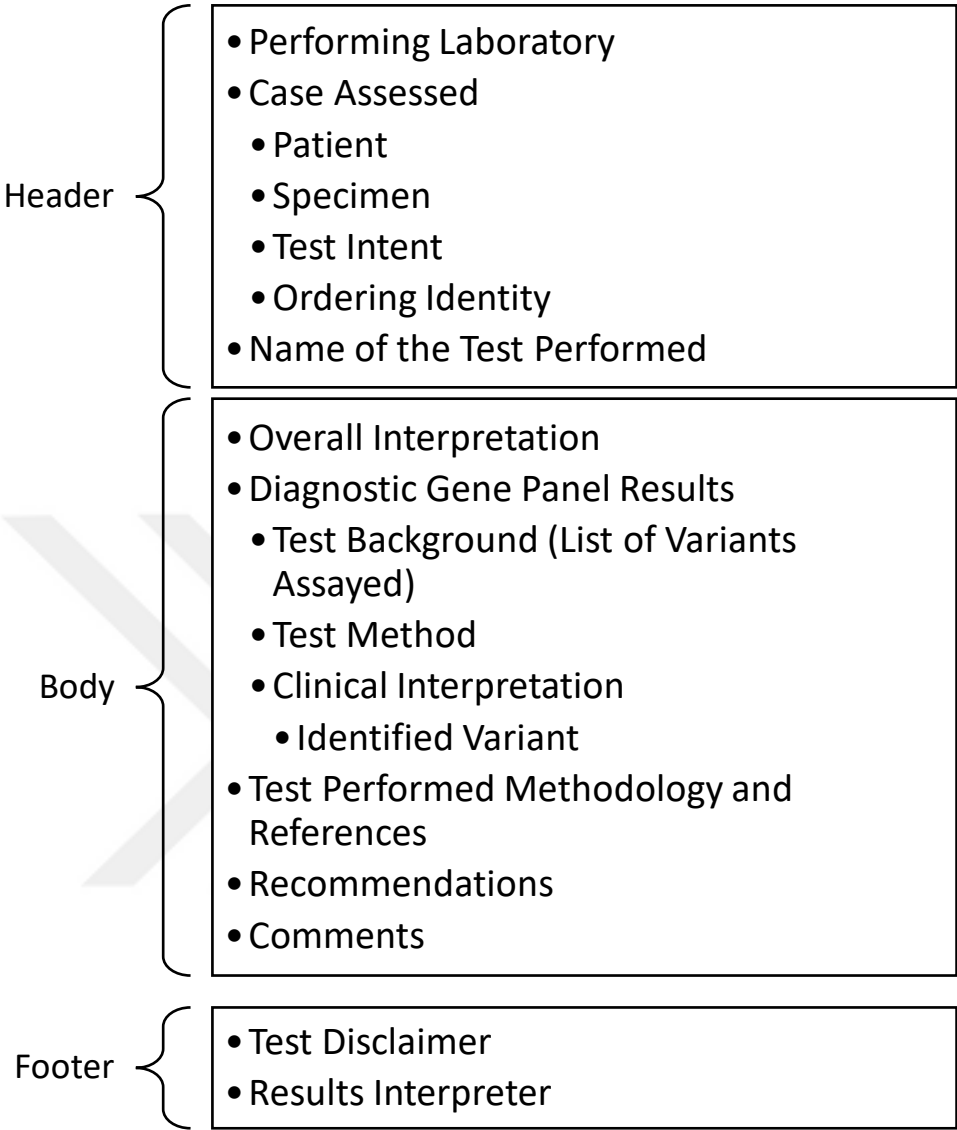 Header
• Performing Laboratory
• Case Assessed
• Patient
• Specimen
• Test Intent
• Ordering Identity
• Name of the Test Performed
Body
• Overall Interpretation
• Diagnostic Gene Panel Results
• Test Background (List of Variants
Assayed)
• Test Method
• Clinical Interpretation
• Identified Variant
• Test Performed Methodology and
References
• Recommendations
• Comments
Footer
• Test Disclaimer
• Results Interpreter